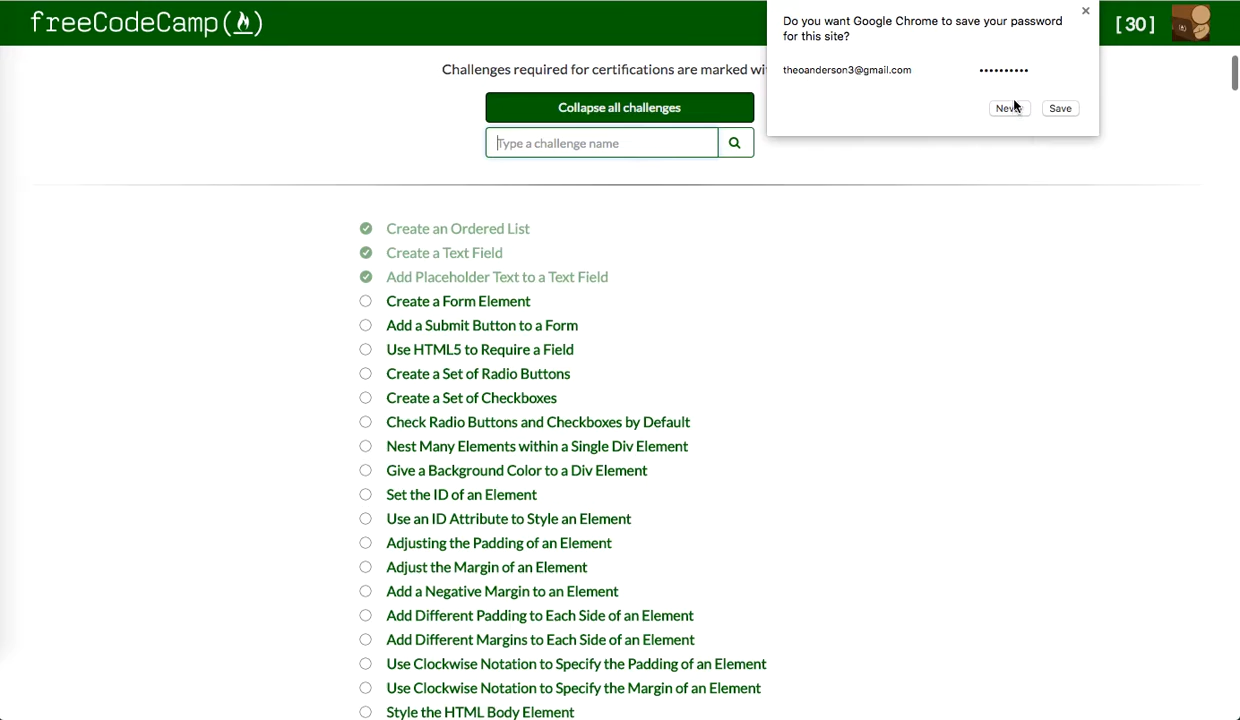 freeCodeCamp(🔥)
Do you want Google Chrome to save your password
for this site?
theoanderson3@gmail.com
••••••••••
Save
[ 30 ]
Challenges required for certifications are marked
Collapse all challenges
Type a challenge name
Create an Ordered List
Create a Text Field
Add Placeholder Text to a Text Field
Create a Form Element
Add a Submit Button to a Form
Use HTML5 to Require a Field
Create a Set of Radio Buttons
Create a Set of Checkboxes
Check Radio Buttons and Checkboxes by Default
Nest Many Elements within a Single Div Element
Give a Background Color to a Div Element
Set the ID of an Element
Use an ID Attribute to Style an Element
Adjusting the Padding of an Element
Adjust the Margin of an Element
Add a Negative Margin to an Element
Add Different Padding to Each Side of an Element
Add Different Margins to Each Side of an Element
Use Clockwise Notation to Specify the Padding of an Element
Use Clockwise Notation to Specify the Margin of an Element
Style the HTML Body Element